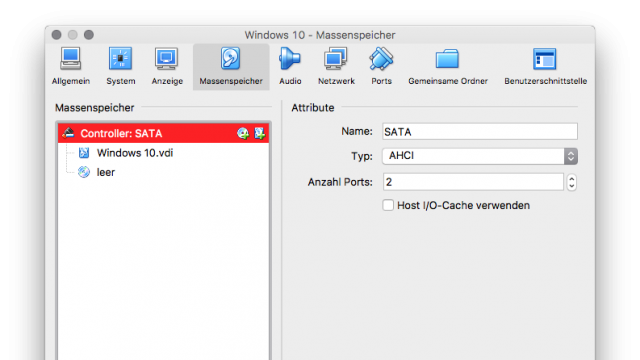 Windows 10 - Massenspeicher
Allgemein System Anzeige Massenspeicher Audio Netzwerk Ports Gemeinsame Ordner Benutzerschnittstelle
Massenspeicher
Controller: SATA
Windows 10.vdi
leer
Attribute
Name: SATA
Typ: AHCI
Anzahl Ports: 2
Host I/O-Cache verwenden